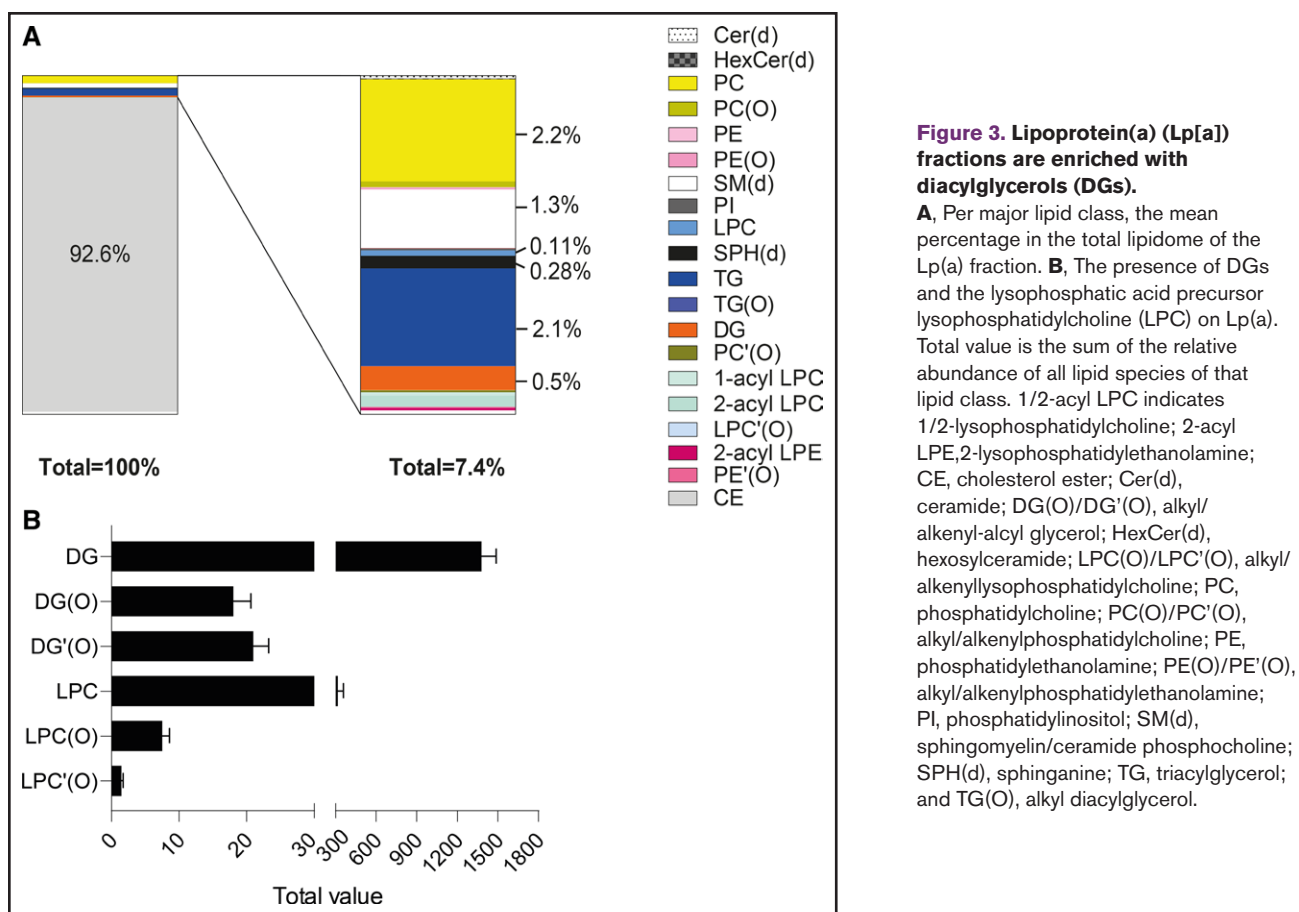 A
92.6%
Total=100%
2.2%
1.3%
0.11%
0.28%
2.1%
0.5%
Total=7.4%
Cer(d)
HexCer(d)
PC
PC(O)
PE
PE(O)
SM(d)
PI
LPC
SPH(d)
TG
TG(O)
DG
PC'(O)
1-acyl LPC
2-acyl LPC
LPC'(O)
2-acyl LPE
PE'(O)
CE
B
DG
DG(O)
DG'(O)
LPC
LPC(O)
LPC'(O)
0 10 20 30 300 600 900 1200 1500 1800
Total value
Figure 3. Lipoprotein(a) (Lp[a])
fractions are enriched with
diacylglycerols (DGs).
A, Per major lipid class, the mean
percentage in the total lipidome of the
Lp(a) fraction. B, The presence of DGs
and the lysophosphatic acid precursor
lysophosphatidylcholine (LPC) on Lp(a).
Total value is the sum of the relative
abundance of all lipid species of that
lipid class. 1/2-acyl LPC indicates
1/2-lysophosphatidylcholine; 2-acyl
LPE,2-lysophosphatidylethanolamine;
CE, cholesterol ester; Cer(d),
ceramide; DG(O)/DG'(O), alkyl/
alkenyl-alcyl glycerol; HexCer(d),
hexosylceramide; LPC(O)/LPC'(O), alkyl/
alkenyllysophosphatidylcholine; PC,
phosphatidylcholine; PC(O)/PC'(O),
alkyl/alkenylphosphatidylcholine; PE,
phosphatidylethanolamine; PE(O)/PE'(O),
alkyl/alkenylphosphatidylethanolamine;
PI, phosphatidylinositol; SM(d),
sphingomyelin/ceramide phosphocholine;
SPH(d), sphinganine; TG, triacylglycerol;
and TG(O), alkyl diacylglycerol.